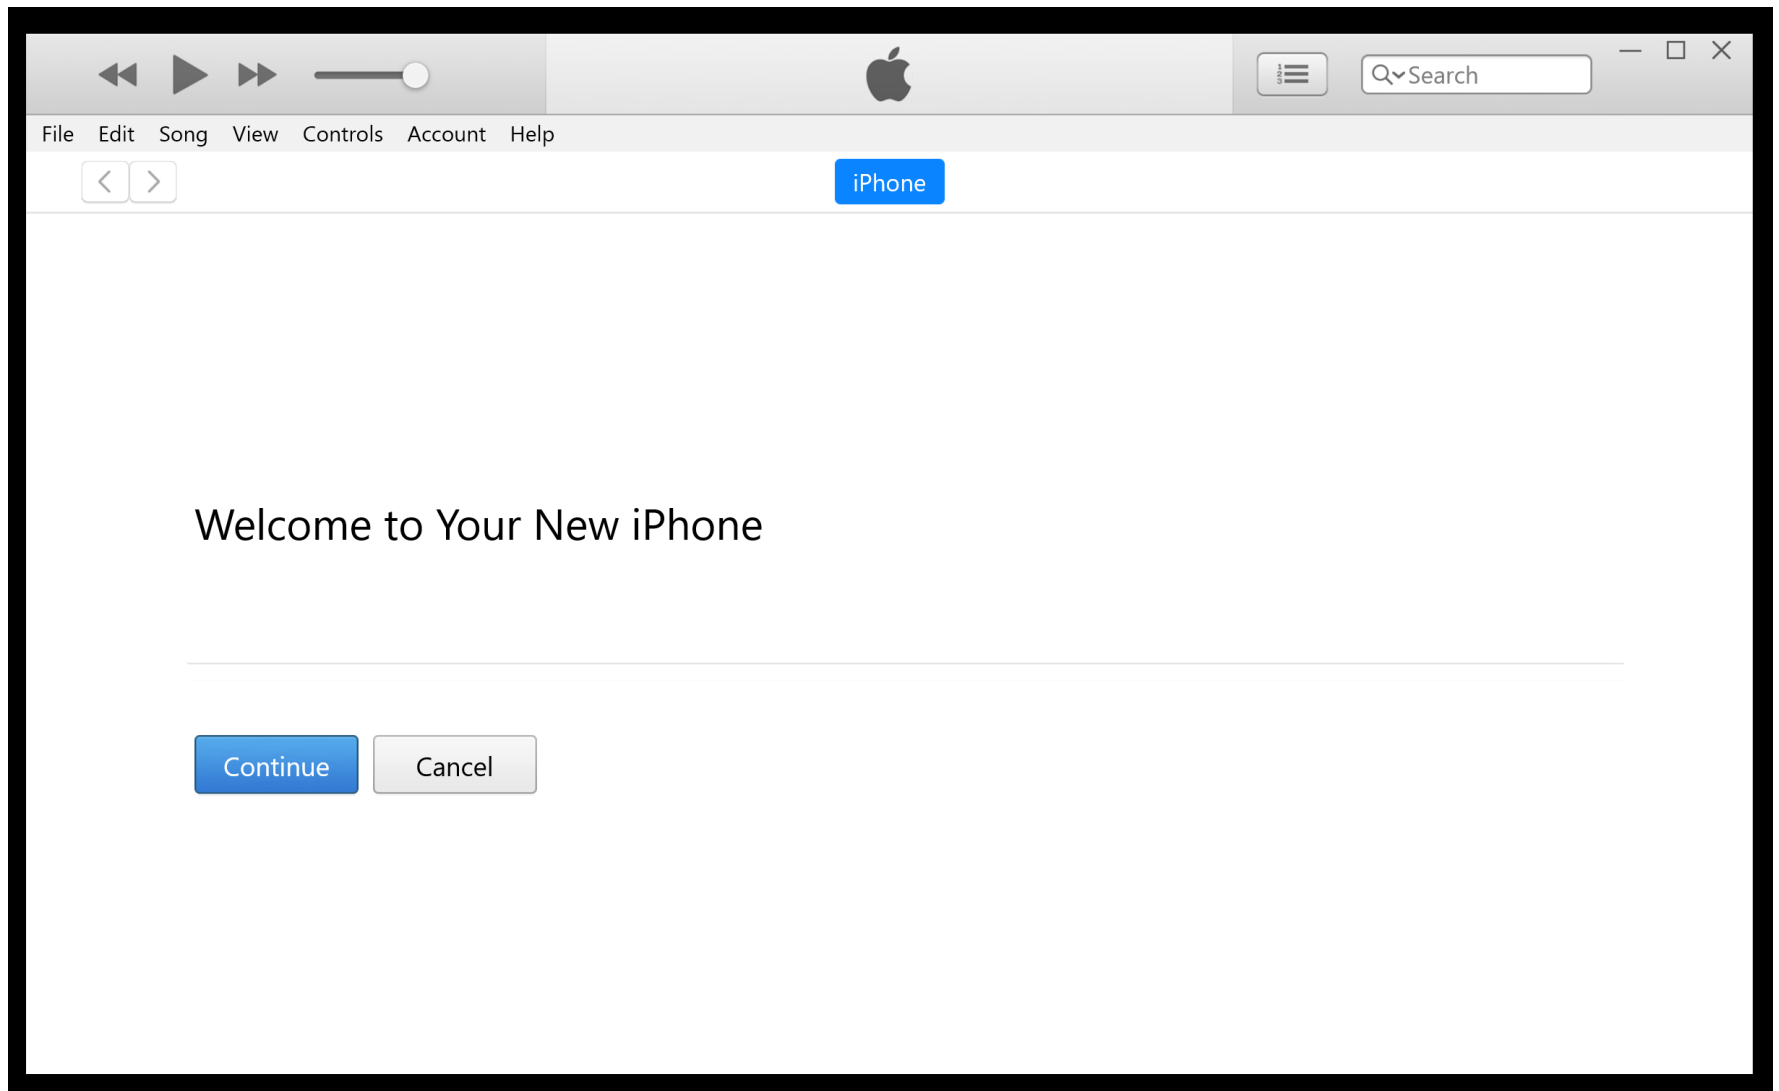 Search
File Edit Song View Controls Account Help
iPhone
Welcome to Your New iPhone
Continue Cancel